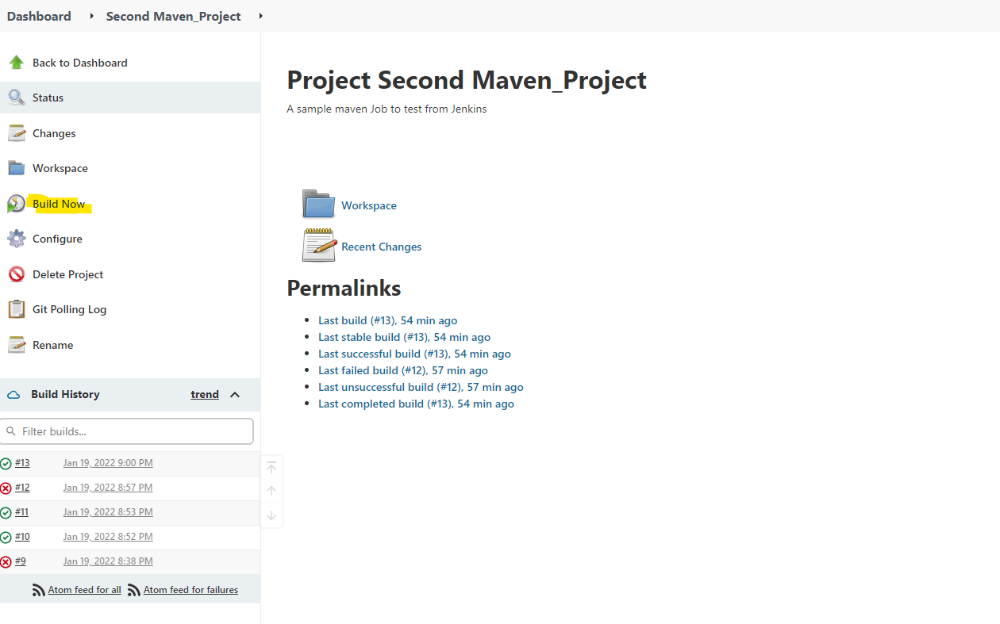 Dashboard Second Maven_Project
Back to Dashboard
Status
Changes
Workspace
Build Now
Configure
Delete Project
Git Polling Log
Rename
Build History trend
Filter builds...
#13 Jan 19, 2022 9:00 PM
#12 Jan 19, 2022 8:57 PM
#11 Jan 19, 2022 8:53 PM
#10 Jan 19, 2022 8:52 PM
#9 Jan 19, 2022 8:38 PM
Atom feed for all Atom feed for failures
Project Second Maven_Project
A sample maven Job to test from Jenkins
Workspace
Recent Changes
Permalinks
Last build (#13), 54 min ago
Last stable build (#13), 54 min ago
Last successful build (#13), 54 min ago
Last failed build (#12), 57 min ago
Last unsuccessful build (#12), 57 min ago
Last completed build (#13), 54 min ago